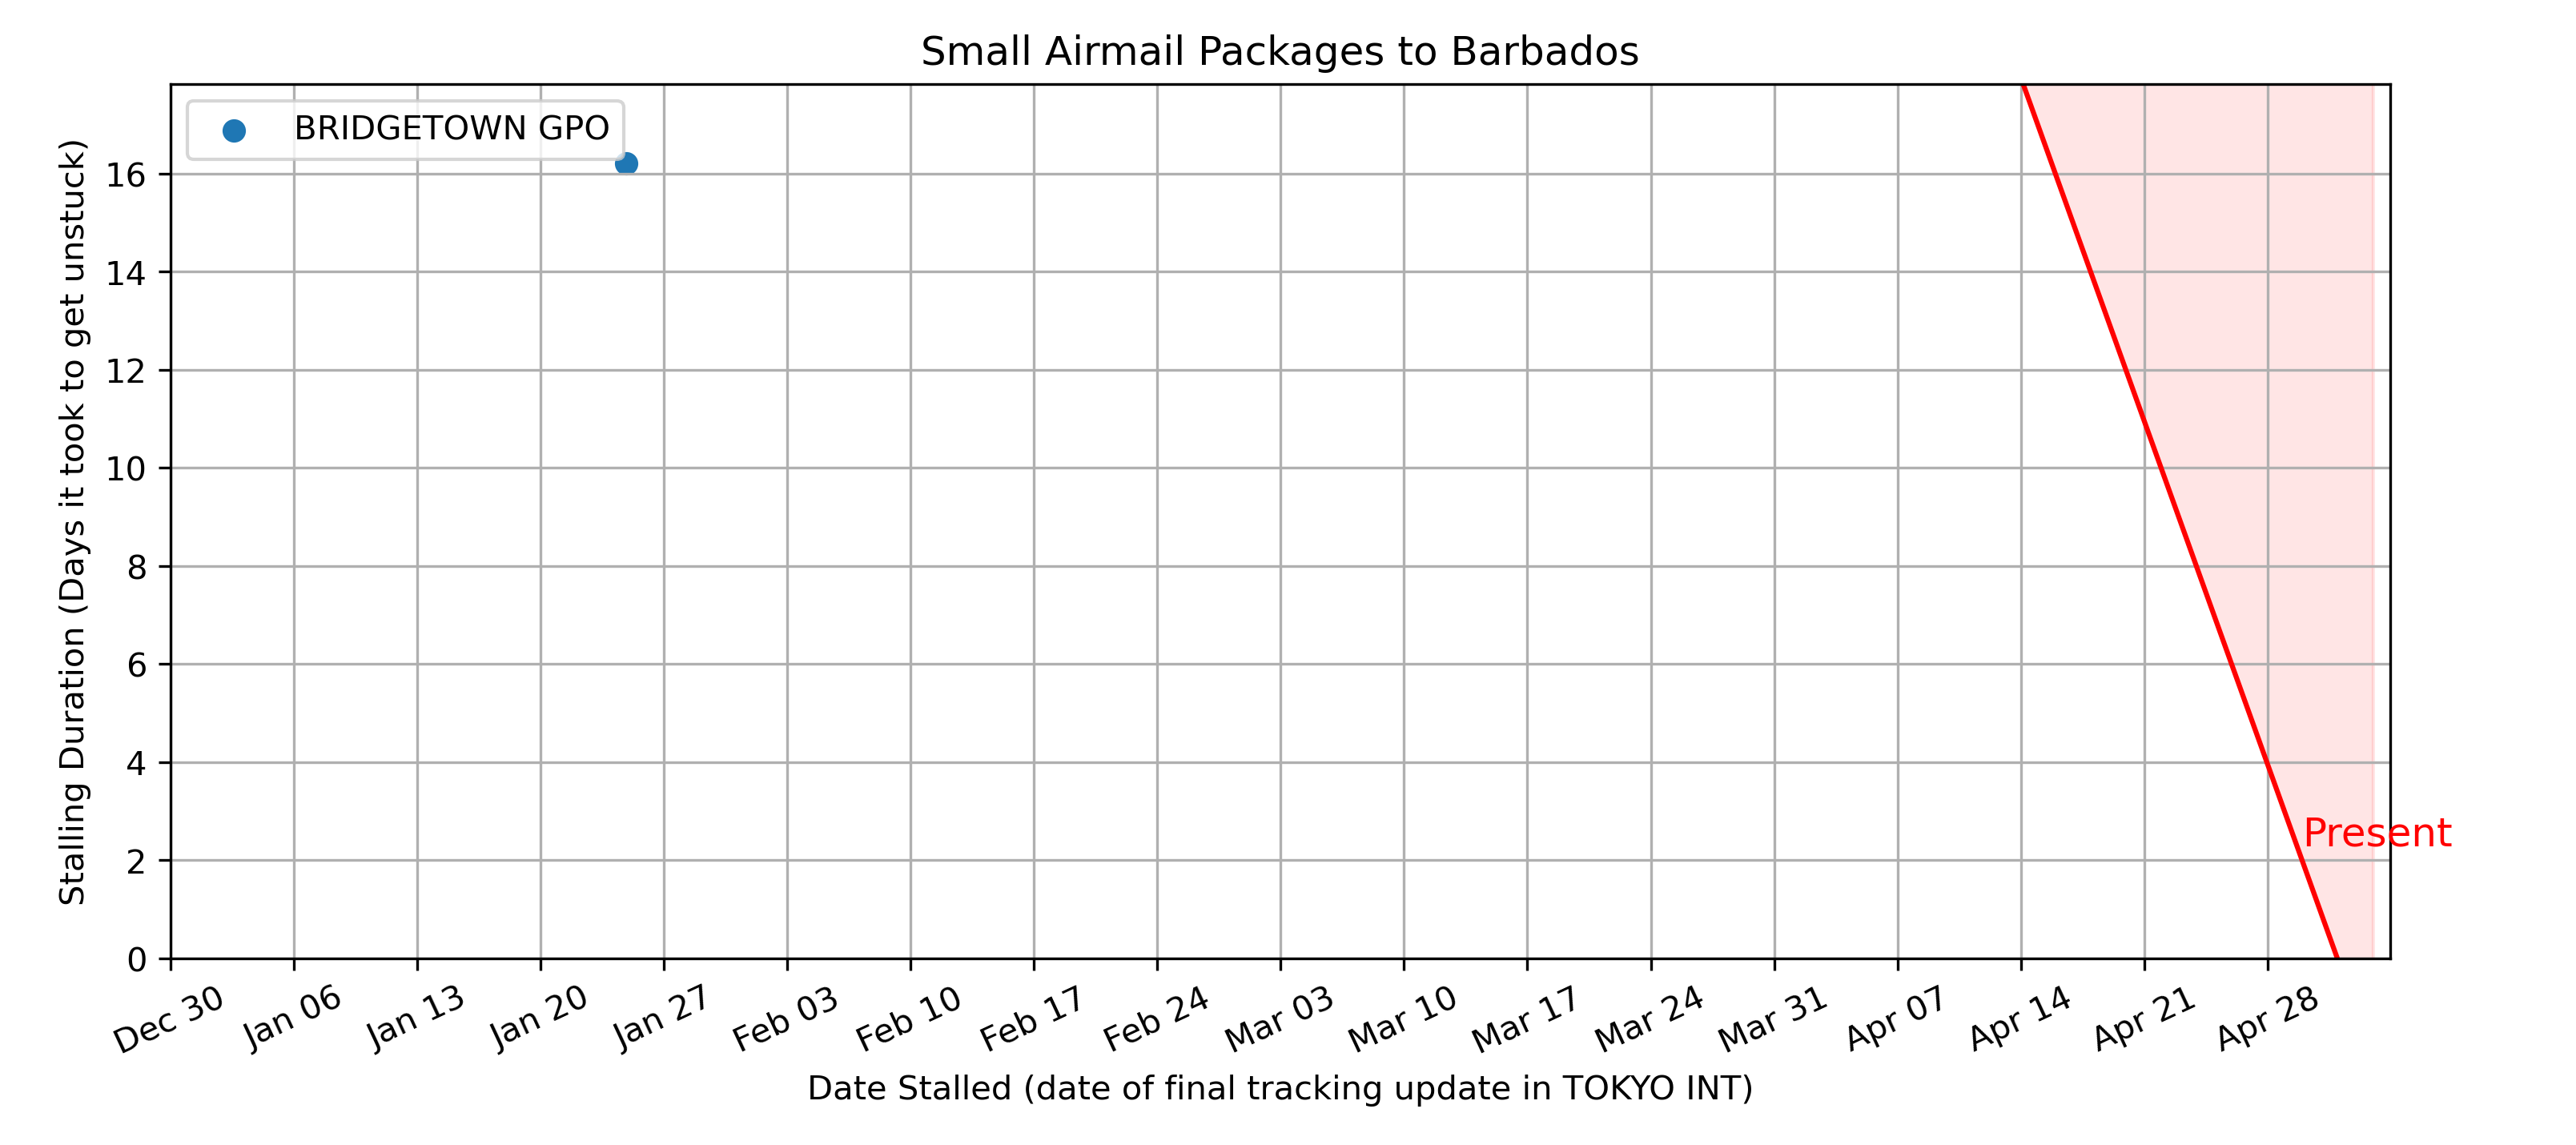 Small Airmail Packages to Barbados
BRIDGETOWN GPO
Stalling Duration (Days it took to get unstuck)
16
14
12
10
8
6
4
2
0
Present
Dec 30
Jan 06
Jan 13
Jan 20
Jan 27
Feb 03
Feb 10
Feb 17
Feb 24
Mar 03
Mar 10
Mar 17
Mar 24
Mar 31
Apr 07
Apr 14
Apr 21
Apr 28
Date Stalled (date of final tracking update in TOKYO INT)